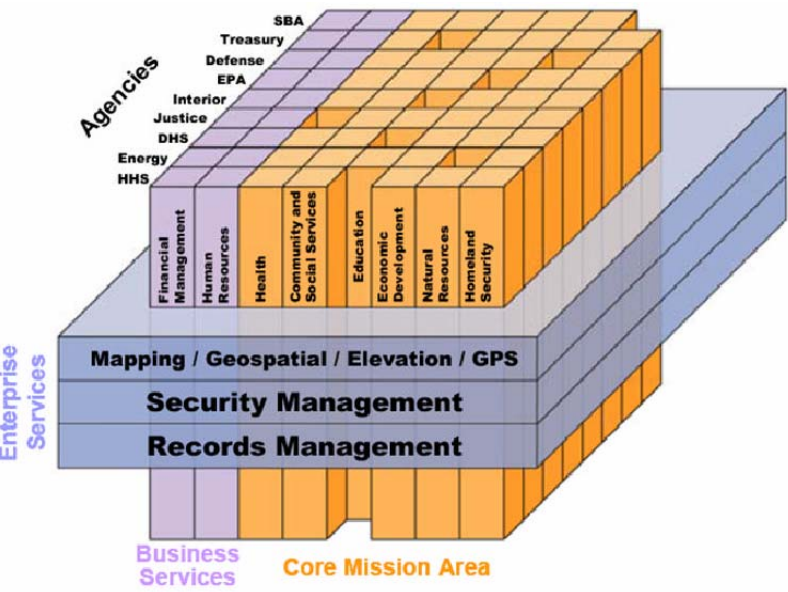 SBA
Treasury
Defense
EPA
Interior
Justice
DHS
Energy
HHS
Agencies
Financial
Management
Human
Resources
Health
Community and
Social Services
Education
Economic
Development
Natural
Resources
Homeland
Security
Enterprise
Services
Mapping / Geospatial / Elevation / GPS
Security Management
Records Management
Business
Services
Core Mission Area